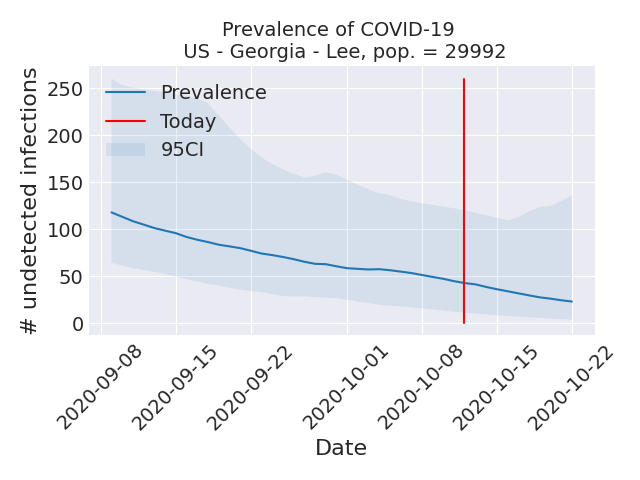 Prevalence of COVID-19
US - Georgia - Lee, pop. = 29992
# undetected infections
250
200
150
100
50
0
Prevalence
Today
95CI
2020-09-08
2020-09-15
2020-09-22
2020-10-01
2020-10-08
2020-10-15
2020-10-22
Date